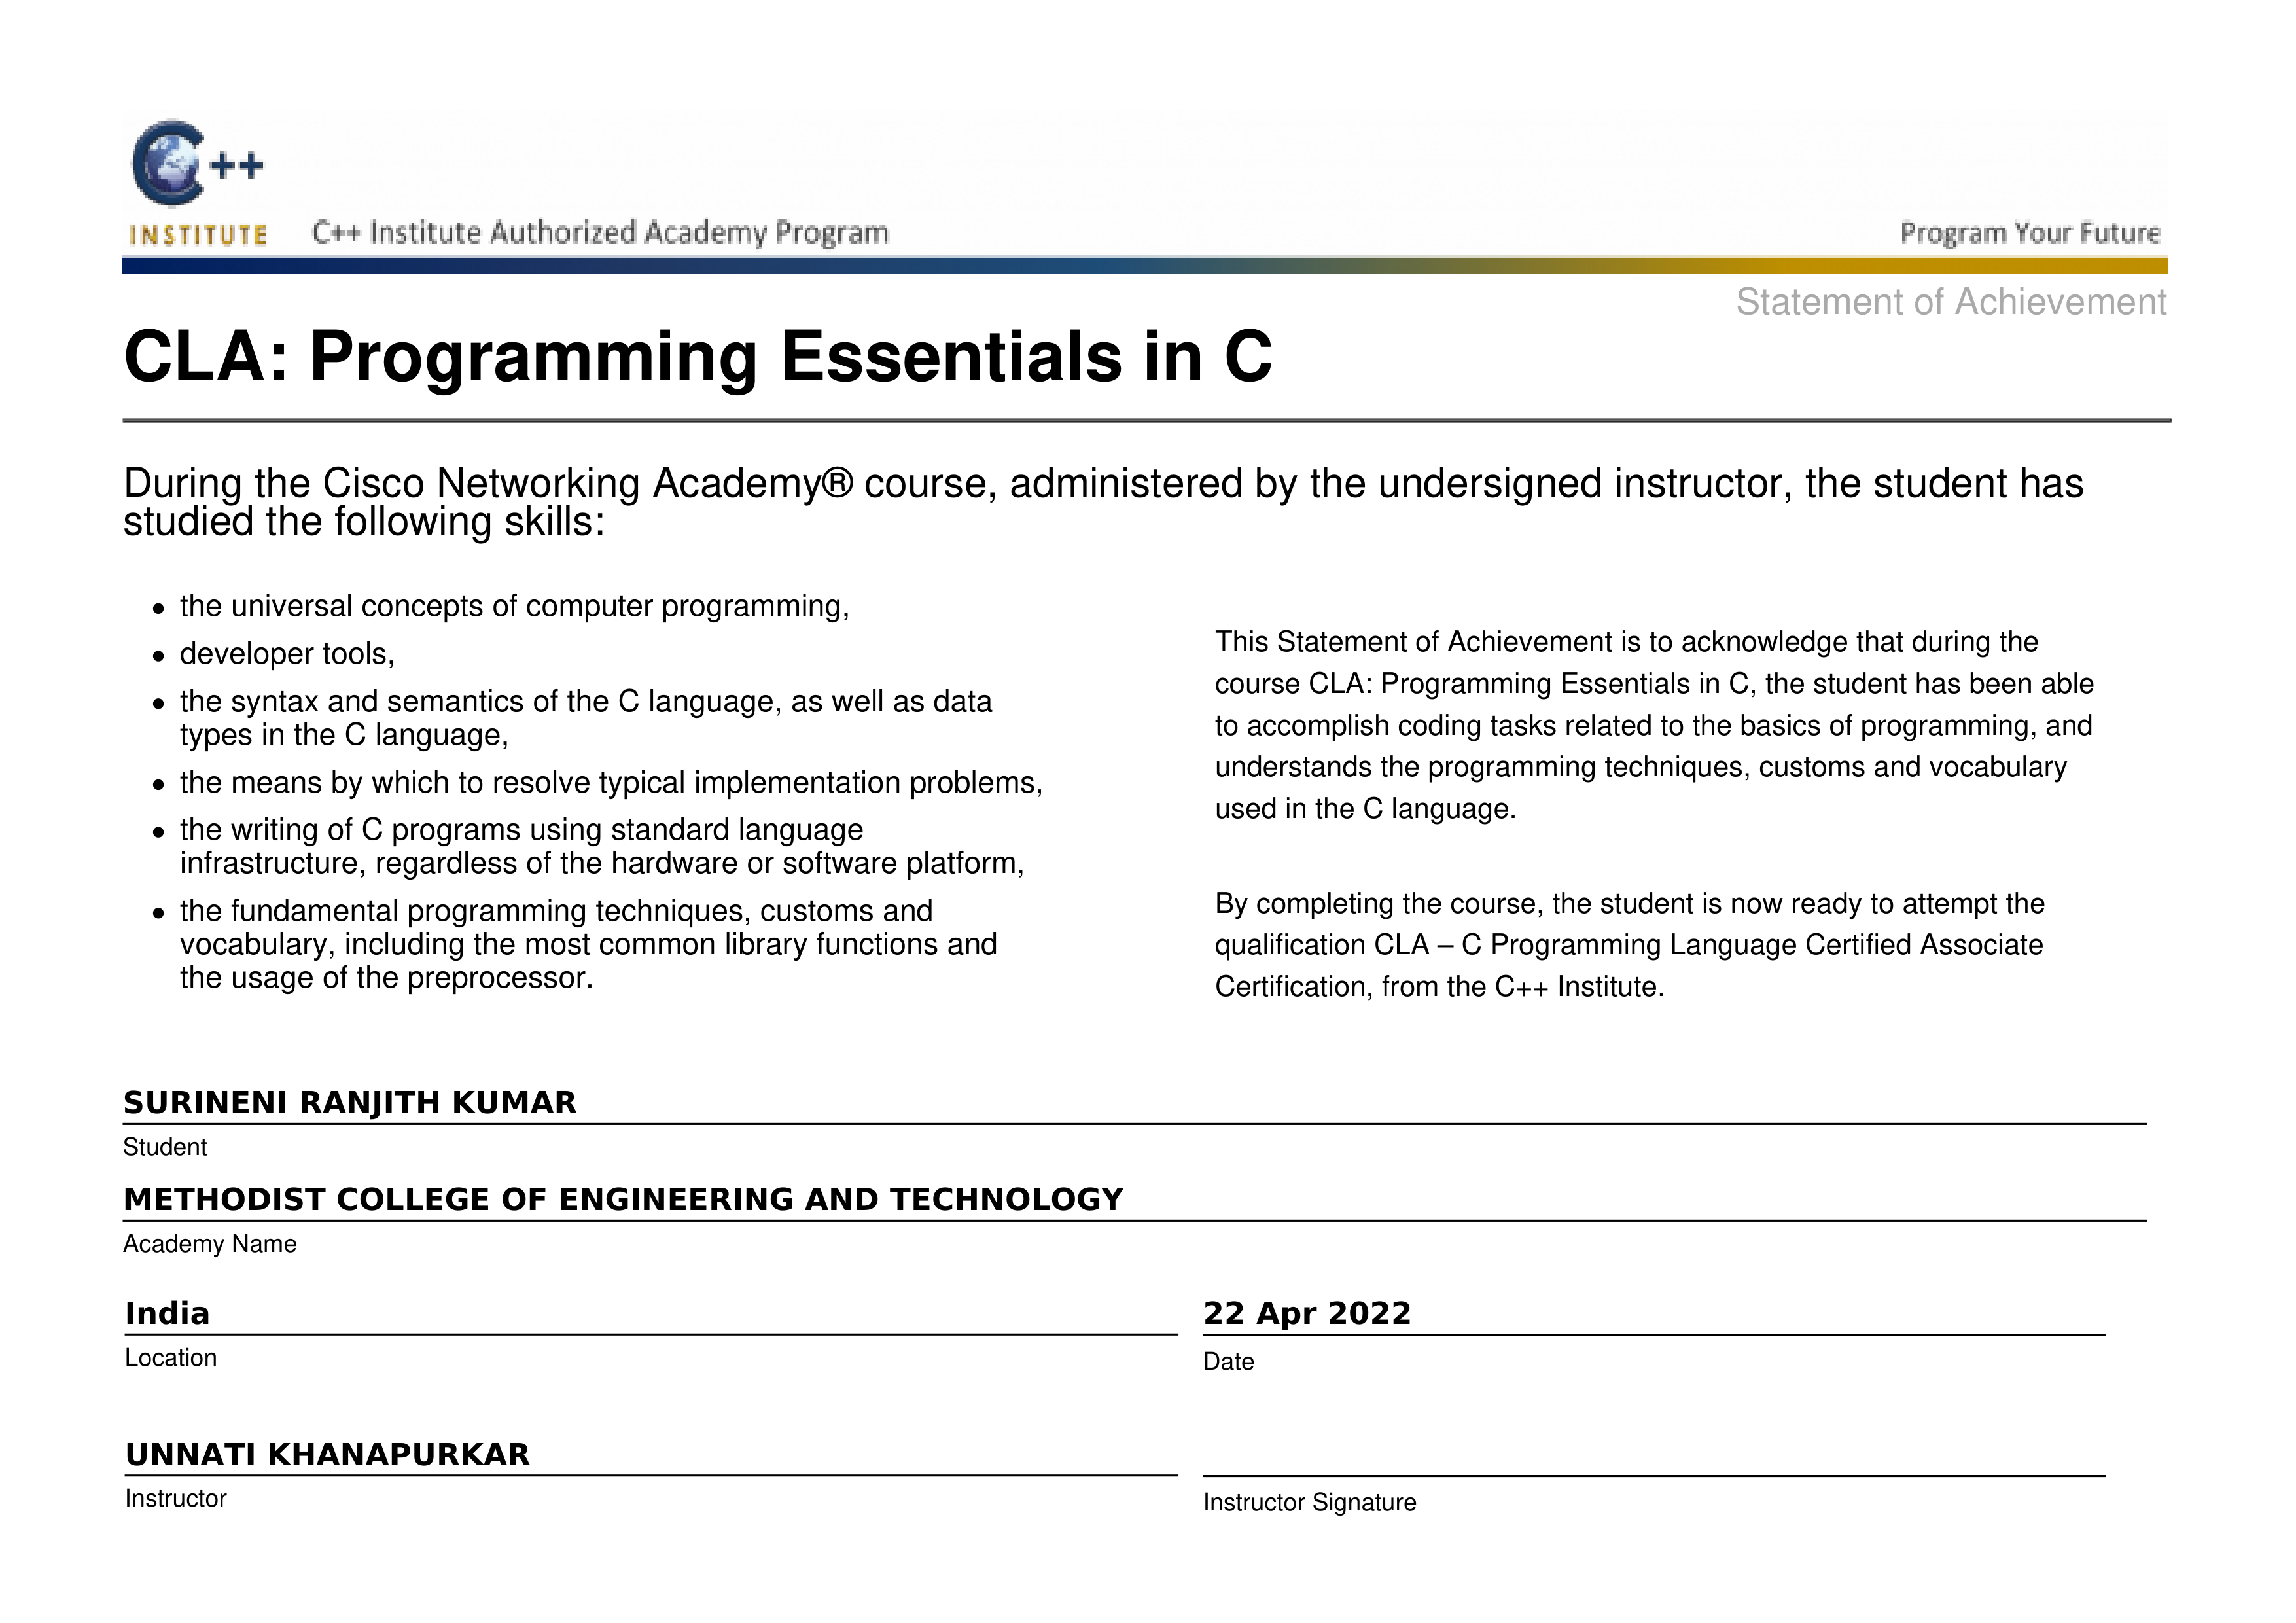 C++
INSTITUTE
C++ Institute Authorized Academy Program
Program Your Future
Statement of Achievement
CLA: Programming Essentials in C
During the Cisco Networking Academy® course, administered by the undersigned instructor, the student has
studied the following skills:
• the universal concepts of computer programming,
• developer tools,
• the syntax and semantics of the C language, as well as data
types in the C language,
• the means by which to resolve typical implementation problems,
• the writing of C programs using standard language
infrastructure, regardless of the hardware or software platform,
• the fundamental programming techniques, customs and
vocabulary, including the most common library functions and
the usage of the preprocessor.
This Statement of Achievement is to acknowledge that during the
course CLA: Programming Essentials in C, the student has been able
to accomplish coding tasks related to the basics of programming, and
understands the programming techniques, customs and vocabulary
used in the C language.
By completing the course, the student is now ready to attempt the
qualification CLA – C Programming Language Certified Associate
Certification, from the C++ Institute.
SURINENI RANJITH KUMAR
Student
METHODIST COLLEGE OF ENGINEERING AND TECHNOLOGY
Academy Name
India
Location
22 Apr 2022
Date
UNNATI KHANAPURKAR
Instructor
Instructor Signature